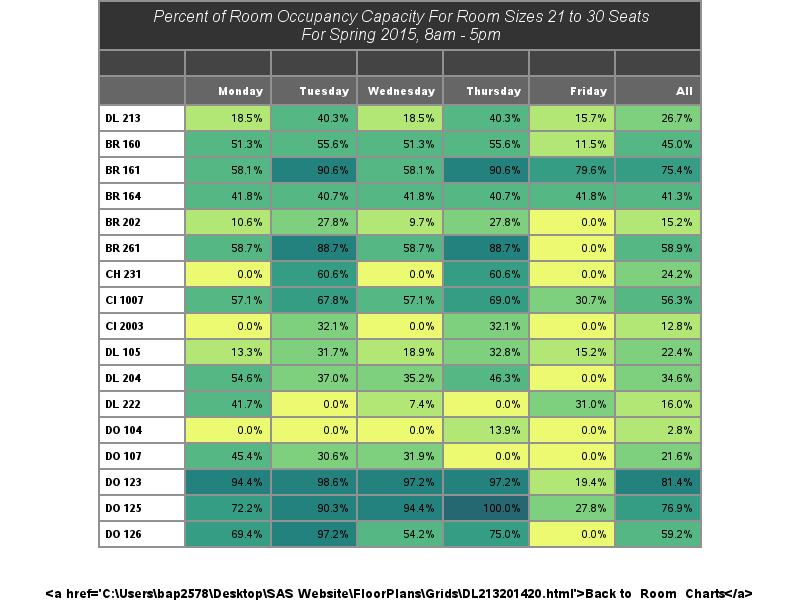 Percent of Room Occupancy Capacity For Room Sizes 21 to 30 Seats
For Spring 2015, 8am - 5pm
Monday Tuesday Wednesday Thursday Friday All
DL 213 18.5% 40.3% 18.5% 40.3% 15.7% 26.7%
BR 160 51.3% 55.6% 51.3% 55.6% 11.5% 45.0%
BR 161 58.1% 90.6% 58.1% 90.6% 79.6% 75.4%
BR 164 41.8% 40.7% 41.8% 40.7% 41.8% 41.3%
BR 202 10.6% 27.8% 9.7% 27.8% 0.0% 15.2%
BR 261 58.7% 88.7% 58.7% 88.7% 0.0% 58.9%
CH 231 0.0% 60.6% 0.0% 60.6% 0.0% 24.2%
CI 1007 57.1% 67.8% 57.1% 69.0% 30.7% 56.3%
CI 2003 0.0% 32.1% 0.0% 32.1% 0.0% 12.8%
DL 105 13.3% 31.7% 18.9% 32.8% 15.2% 22.4%
DL 204 54.6% 37.0% 35.2% 46.3% 0.0% 34.6%
DL 222 41.7% 0.0% 7.4% 0.0% 31.0% 16.0%
DO 104 0.0% 0.0% 0.0% 13.9% 0.0% 2.8%
DO 107 45.4% 30.6% 31.9% 0.0% 0.0% 21.6%
DO 123 94.4% 98.6% 97.2% 97.2% 19.4% 81.4%
DO 125 72.2% 90.3% 94.4% 100.0% 27.8% 76.9%
DO 126 69.4% 97.2% 54.2% 75.0% 0.0% 59.2%
<a href='C:\Users\bap2578\Desktop\SAS Website\FloorPlans\Grids\DL213201420.html'>Back to Room Charts</a>